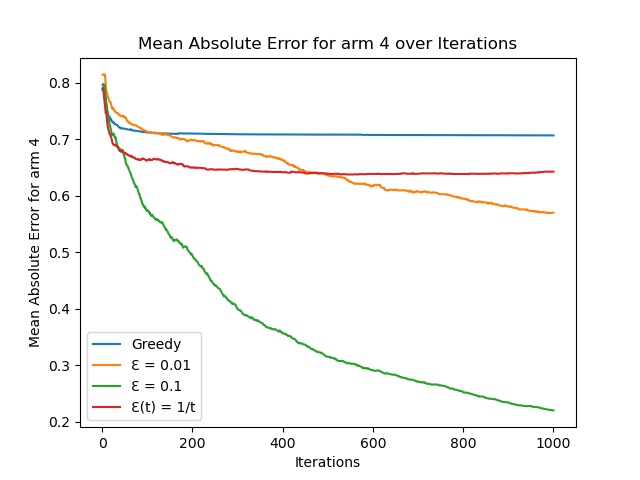 Mean Absolute Error for arm 4 over Iterations
Mean Absolute Error for arm 4
0.8
0.7
0.6
0.5
0.4
0.3
0.2
Greedy
Ɛ = 0.01
Ɛ = 0.1
Ɛ(t) = 1/t
0 200 400 600 800 1000
Iterations